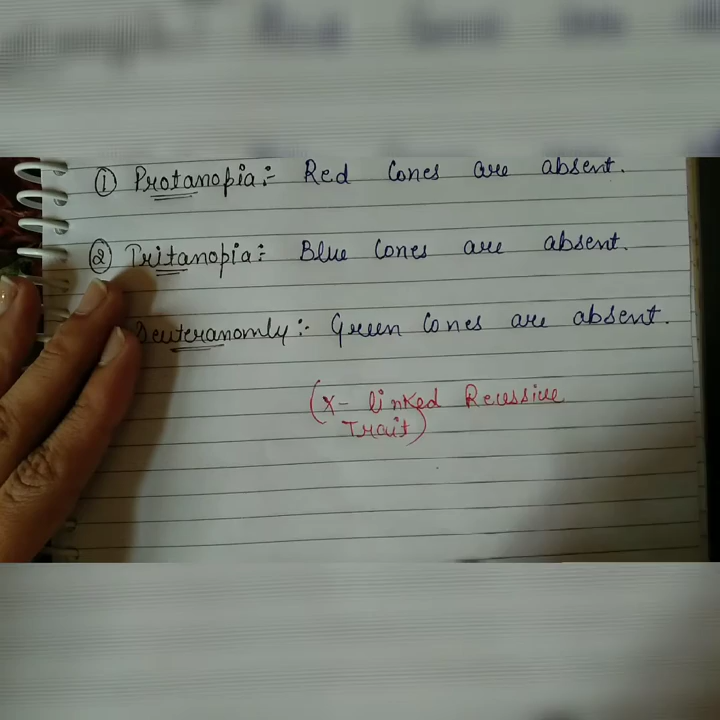 ① Protanopia:- Red Cones are absent.
② Tritanopia:- Blue Cones are absent.
Deuteranomly:- Green Cones are absent.
(X-linked Recessive
Trait)